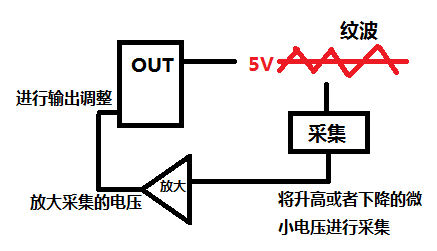 纹波
OUT
5V
进行输出调整
采集
放大
放大采集的电压
将升高或者下降的微
小电压进行采集